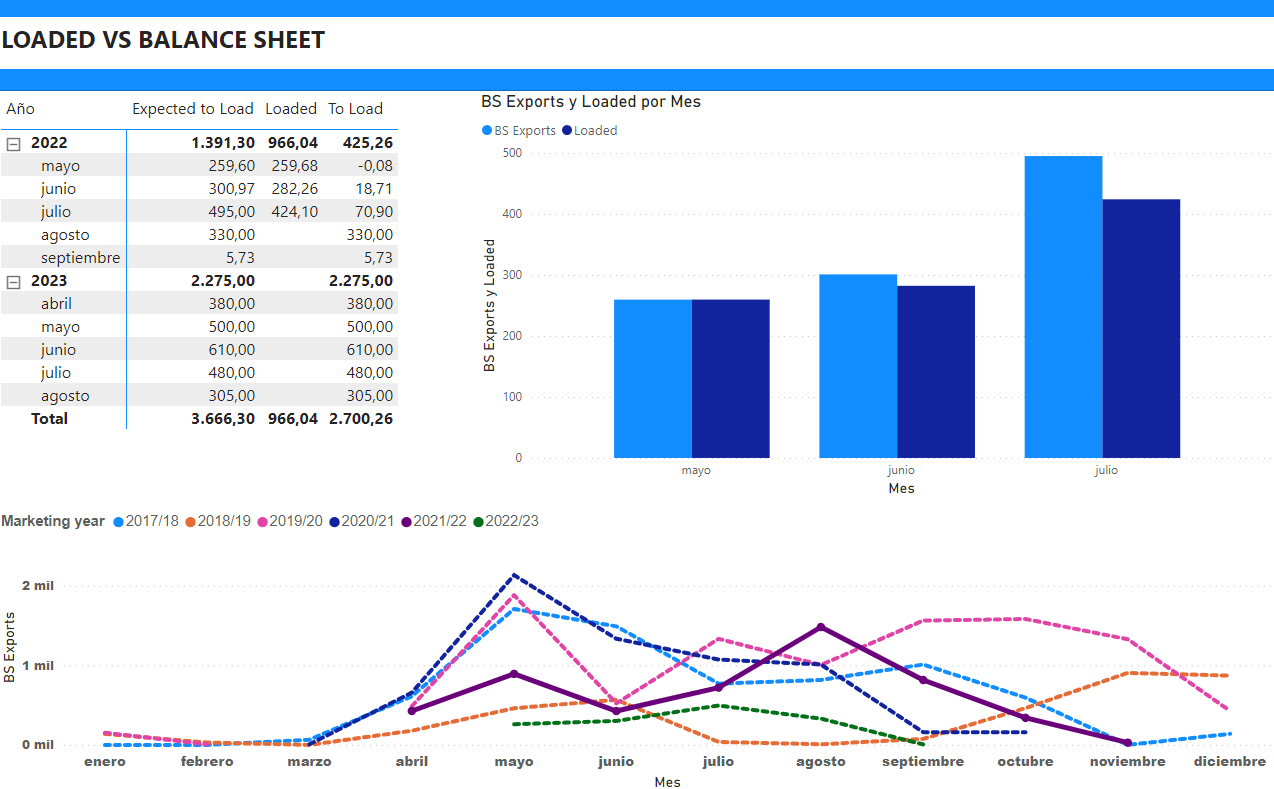 LOADED VS BALANCE SHEET
Año Expected to Load Loaded To Load
2022 1.391,30 966,04 425,26
mayo 259,60 259,68 -0,08
junio 300,97 282,26 18,71
julio 495,00 424,10 70,90
agosto 330,00 330,00
septiembre 5,73 5,73
2023 2.275,00 2.275,00
abril 380,00 380,00
mayo 500,00 500,00
junio 610,00 610,00
julio 480,00 480,00
agosto 305,00 305,00
Total 3.666,30 966,04 2.700,26
BS Exports y Loaded por Mes
BS Exports Loaded
BS Exports y Loaded
500
400
300
200
100
0
mayo junio julio
Mes
Marketing year 2017/18 2018/19 2019/20 2020/21 2021/22 2022/23
BS Exports
2 mil
1 mil
0 mil
enero febrero marzo abril mayo junio julio agosto septiembre octubre noviembre diciembre
Mes